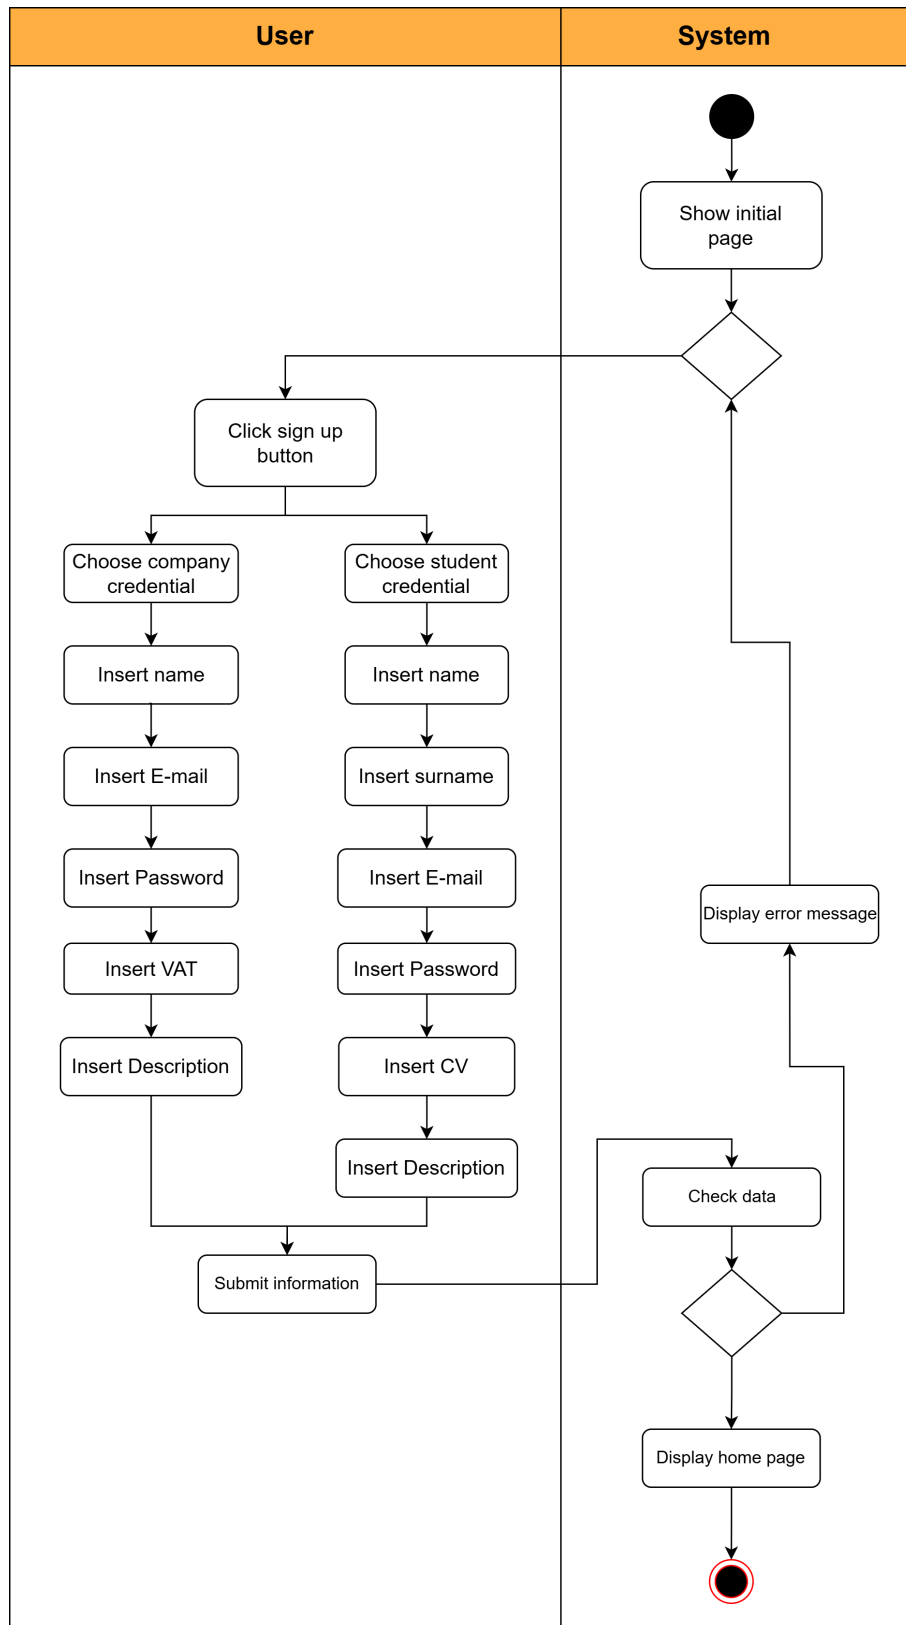 User
System
Show initial
page
Click sign up
button
Choose company
credential
Choose student
credential
Insert name
Insert name
Insert E-mail
Insert surname
Insert Password
Insert E-mail
Display error message
Insert VAT
Insert Password
Insert Description
Insert CV
Insert Description
Check data
Submit information
Display home page